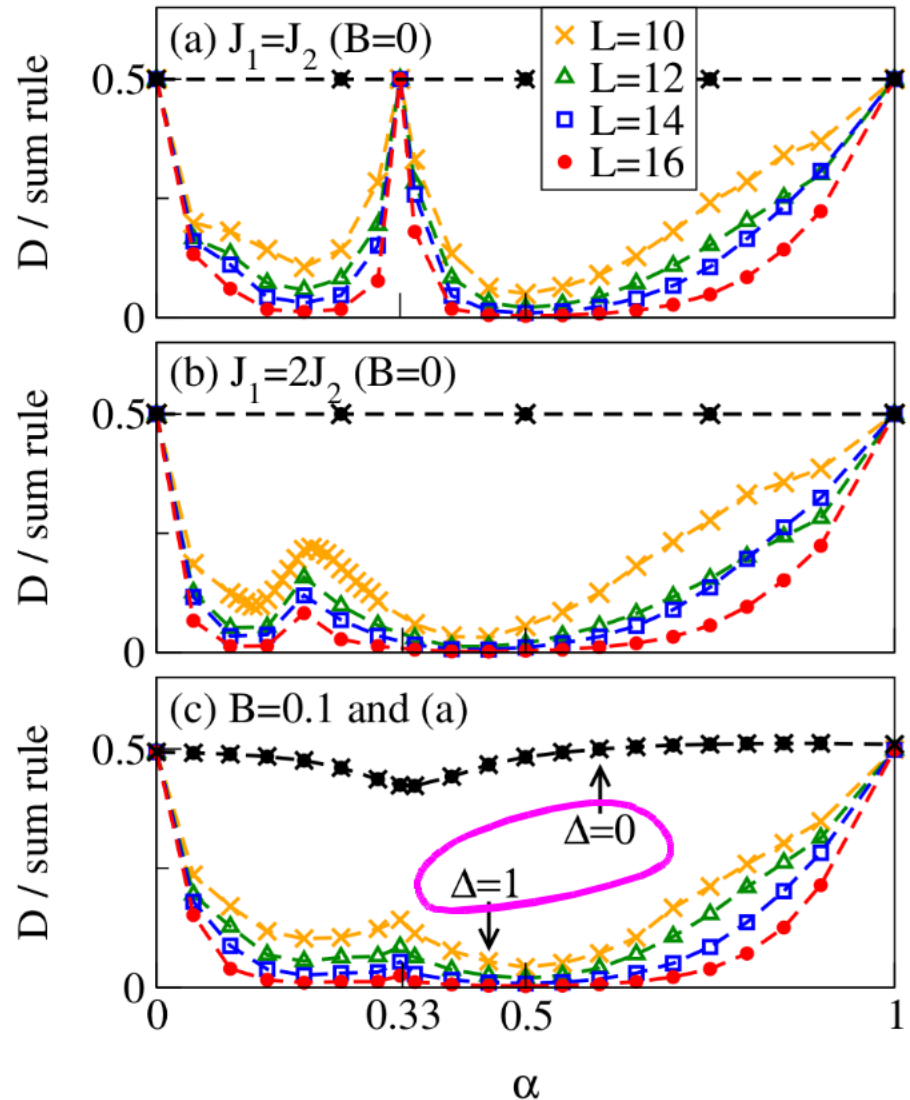 (a) J₁=J₂ (B=0)
L=10
L=12
L=14
L=16
D / sum rule
0.5
0
(b) J₁=2J₂ (B=0)
D / sum rule
0.5
0
(c) B=0.1 and (a)
D / sum rule
0.5
Δ=0
Δ=1
0
0 0.33 0.5 1
α